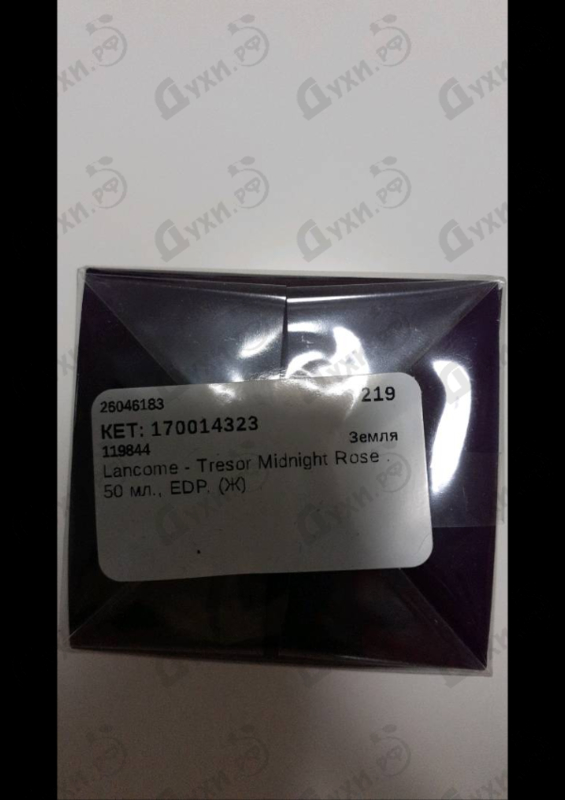 26046183 219
КЕТ: 170014323
119844 Земля
Lancome - Tresor Midnight Rose .
50 мл., EDP. (Ж)
Духи.рф